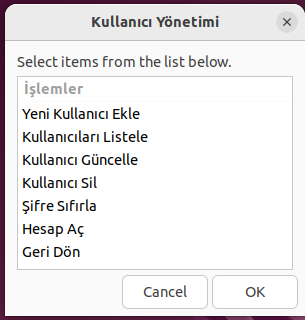 Kullanıcı Yönetimi
Select items from the list below.
İşlemler
Yeni Kullanıcı Ekle
Kullanıcıları Listele
Kullanıcı Güncelle
Kullanıcı Sil
Şifre Sıfırla
Hesap Aç
Geri Dön
Cancel
OK